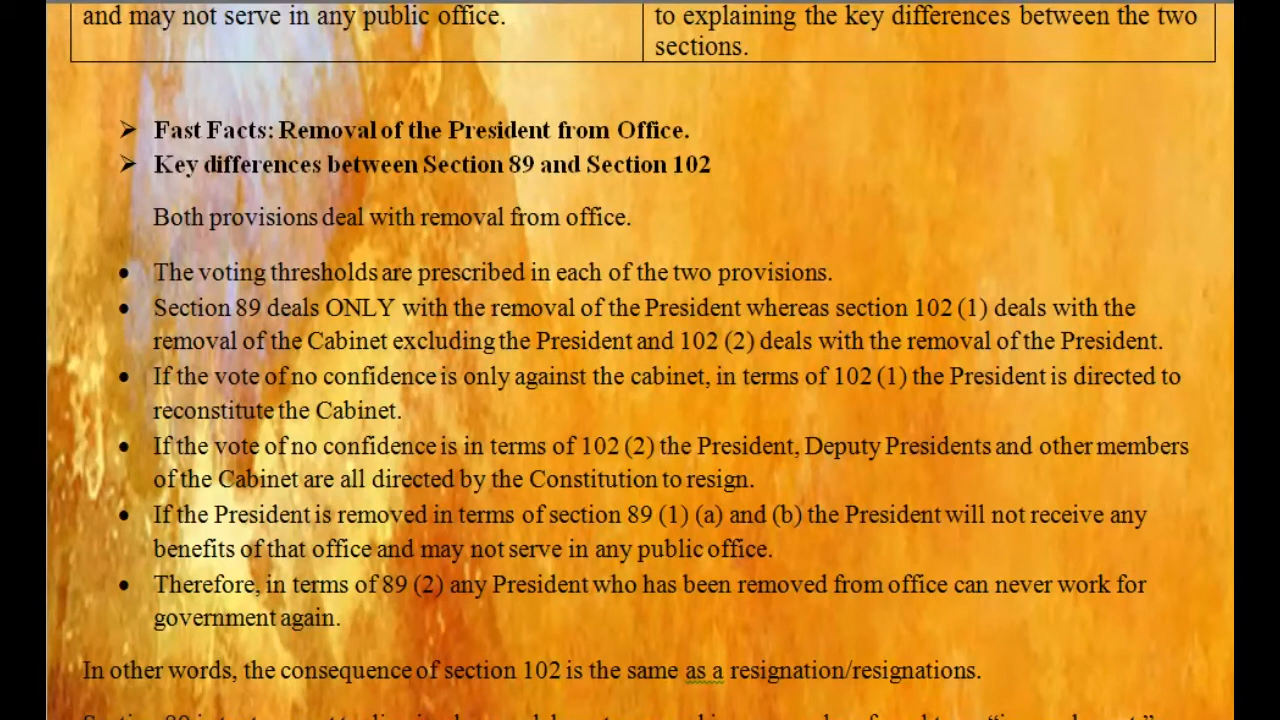 and may not serve in any public office.
to explaining the key differences between the two
sections.
➢ Fast Facts: Removal of the President from Office.
➢ Key differences between Section 89 and Section 102
Both provisions deal with removal from office.
• The voting thresholds are prescribed in each of the two provisions.
• Section 89 deals ONLY with the removal of the President whereas section 102 (1) deals with the
removal of the Cabinet excluding the President and 102 (2) deals with the removal of the President.
• If the vote of no confidence is only against the cabinet, in terms of 102 (1) the President is directed to
reconstitute the Cabinet.
• If the vote of no confidence is in terms of 102 (2) the President, Deputy Presidents and other members
of the Cabinet are all directed by the Constitution to resign.
• If the President is removed in terms of section 89 (1) (a) and (b) the President will not receive any
benefits of that office and may not serve in any public office.
• Therefore, in terms of 89 (2) any President who has been removed from office can never work for
government again.
In other words, the consequence of section 102 is the same as a resignation/resignations.